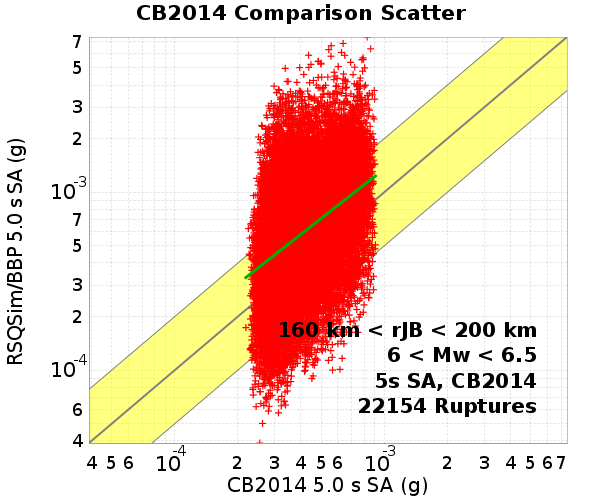 CB2014 Comparison Scatter
RSQSim/BBP 5.0 s SA (g)
7
5
3
2
10-3
7
5
3
2
10-4
6
4
160 km < rJB < 200 km
6 < Mw < 6.5
5s SA, CB2014
22154 Ruptures
4 5 6 10-4 2 3 4 5 6 10-3 2 3 4 5 6 7
CB2014 5.0 s SA (g)